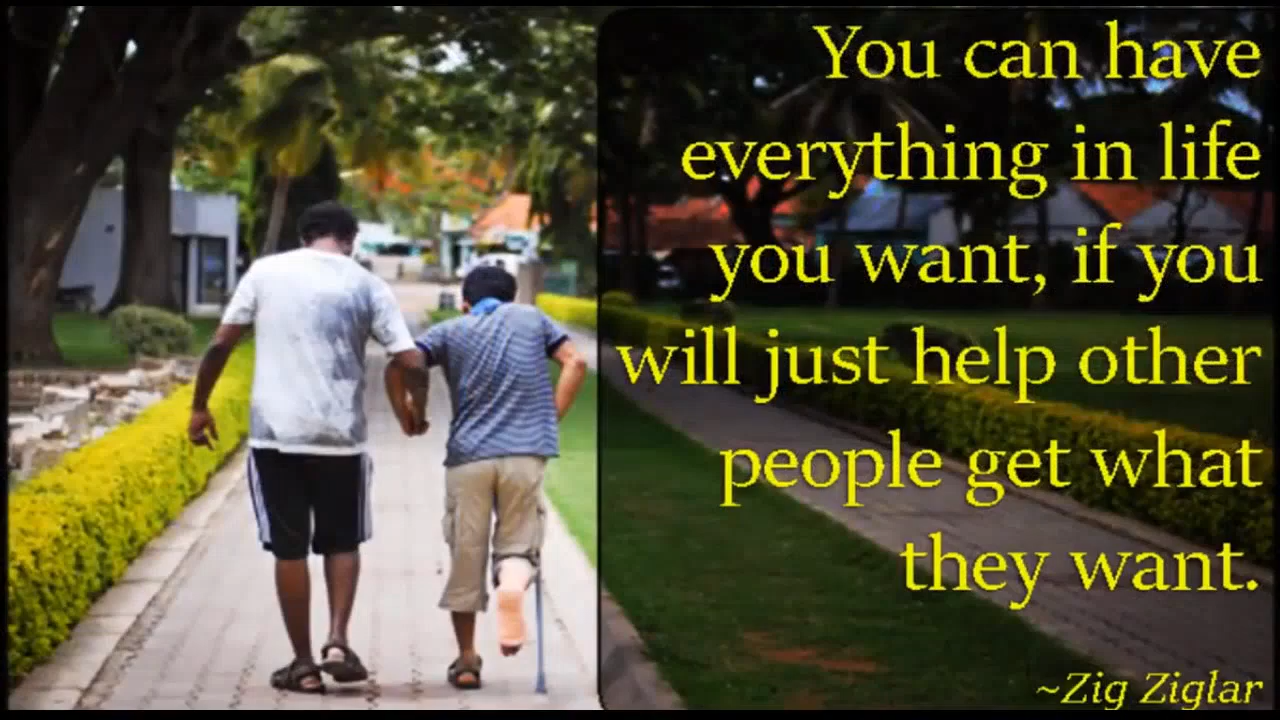 You can have
everything in life
you want, if you
will just help other
people get what
they want.
~Zig Ziglar